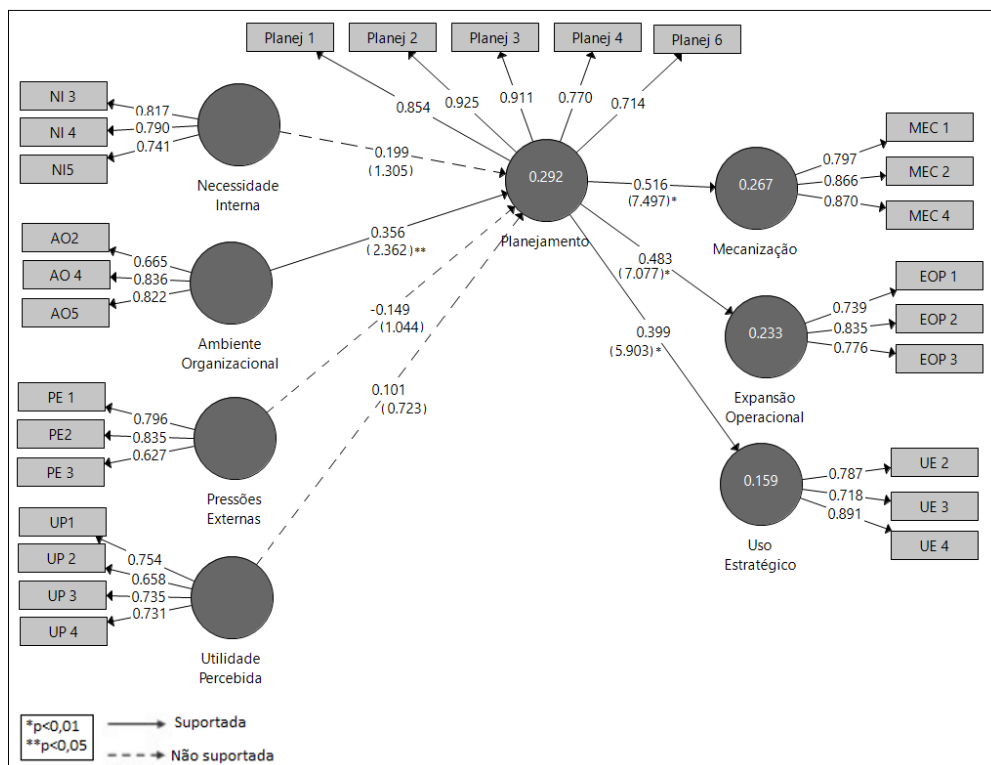 Planej 1
Planej 2
Planej 3
Planej 4
Planej 6
0.854
0.925
0.911
0.770
0.714
NI 3
NI 4
NI5
0.817
0.790
0.741
Necessidade
Interna
0.199
(1.305)
0.292
Planejamento
AO2
AO 4
AO5
0.665
0.836
0.822
Ambiente
Organizacional
0.356
(2.362)**
PE 1
PE2
PE 3
0.796
0.835
0.627
Pressões
Externas
-0.149
(1.044)
UP1
UP 2
UP 3
UP 4
0.754
0.658
0.735
0.731
Utilidade
Percebida
0.101
(0.723)
0.516
(7.497)*
0.267
Mecanização
0.797
0.866
0.870
MEC 1
MEC 2
MEC 4
0.483
(7.077)*
0.233
Expansão
Operacional
0.739
0.835
0.776
EOP 1
EOP 2
EOP 3
0.399
(5.903)*
0.159
Uso
Estratégico
0.787
0.718
0.891
UE 2
UE 3
UE 4
*p<0,01
**p<0,05
Suportada
Não suportada